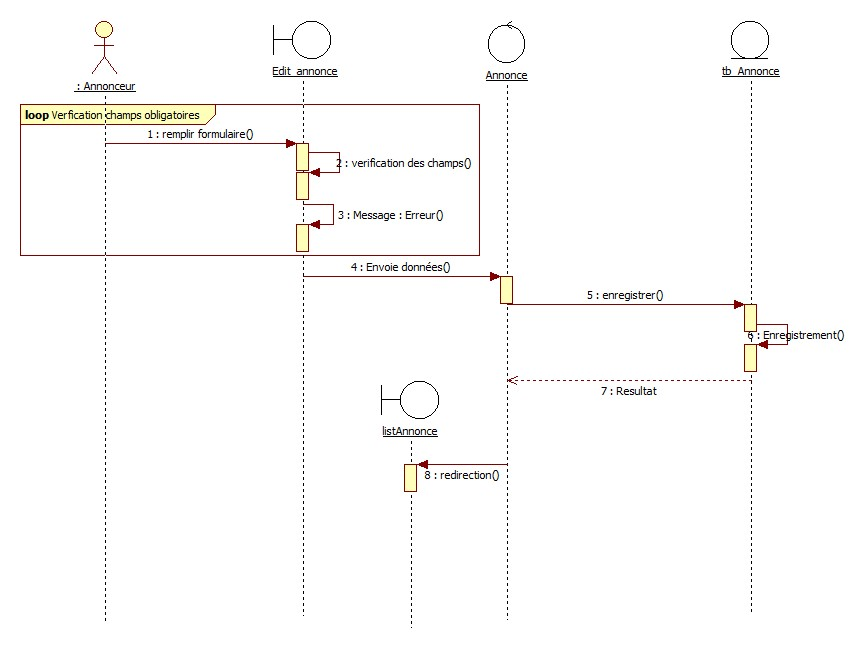 : Annonceur
Edit_annonce
Annonce
tb_Annonce
loop Verfication champs obligatoires
1 : remplir formulaire()
2 : verification des champs()
3 : Message : Erreur()
4 : Envoie données()
5 : enregistrer()
6 : Enregistrement()
7 : Resultat
listAnnonce
8 : redirection()